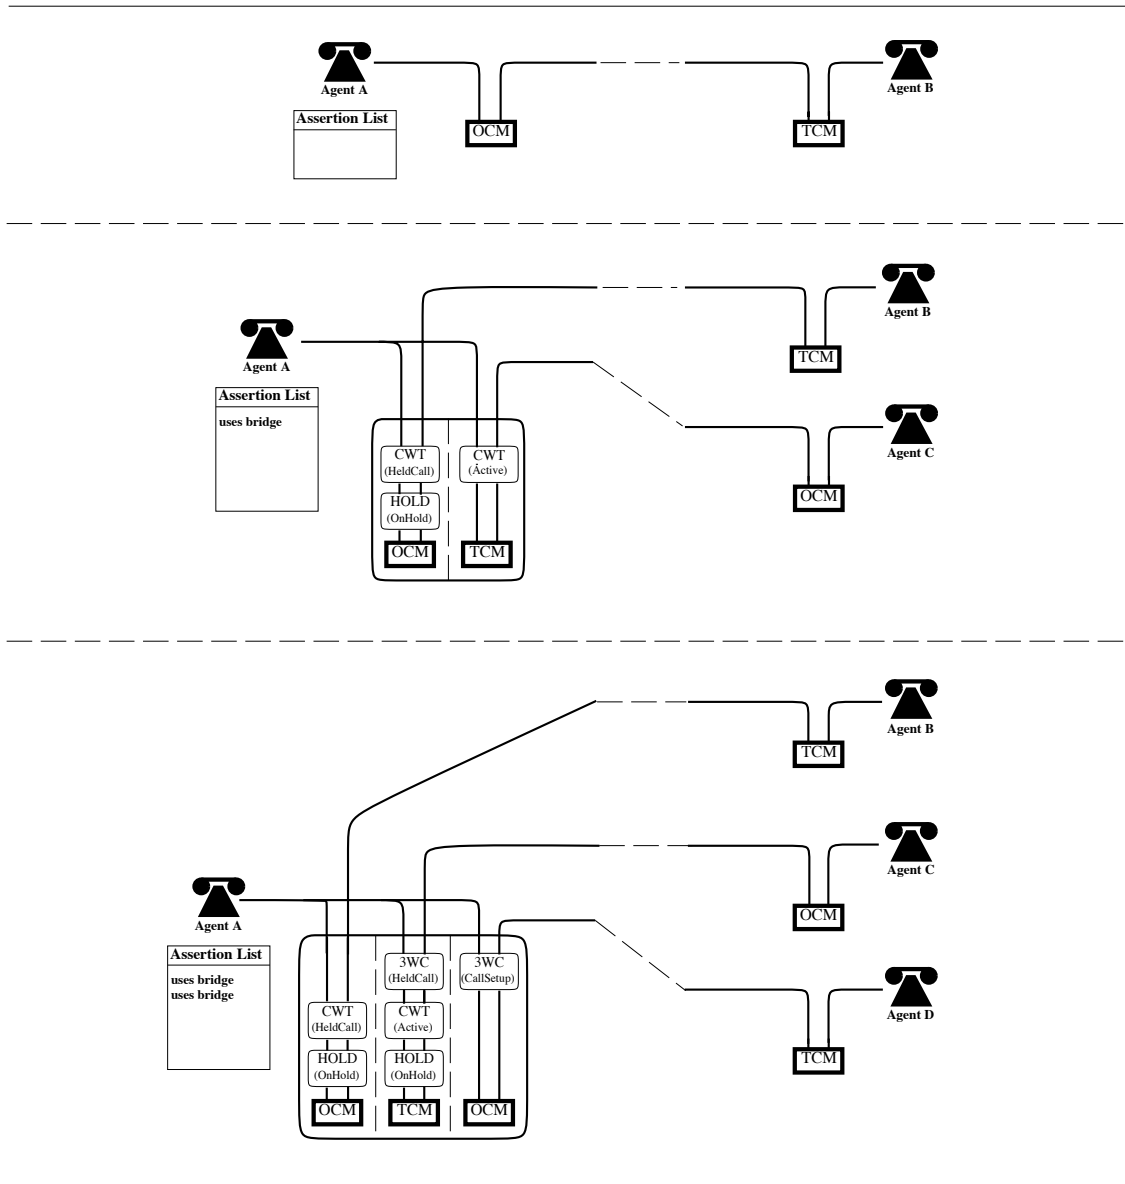 Agent A
Agent B
Assertion List
OCM
TCM
Agent B
TCM
Agent A
Assertion List
uses bridge
Agent C
CWT
(HeldCall)
CWT
(Active)
HOLD
(OnHold)
OCM
TCM
OCM
Agent B
TCM
Agent C
OCM
Agent A
Assertion List
uses bridge
uses bridge
3WC
(HeldCall)
3WC
(CallSetup)
CWT
(HeldCall)
CWT
(Active)
HOLD
(OnHold)
HOLD
(OnHold)
OCM
TCM
OCM
Agent D
TCM